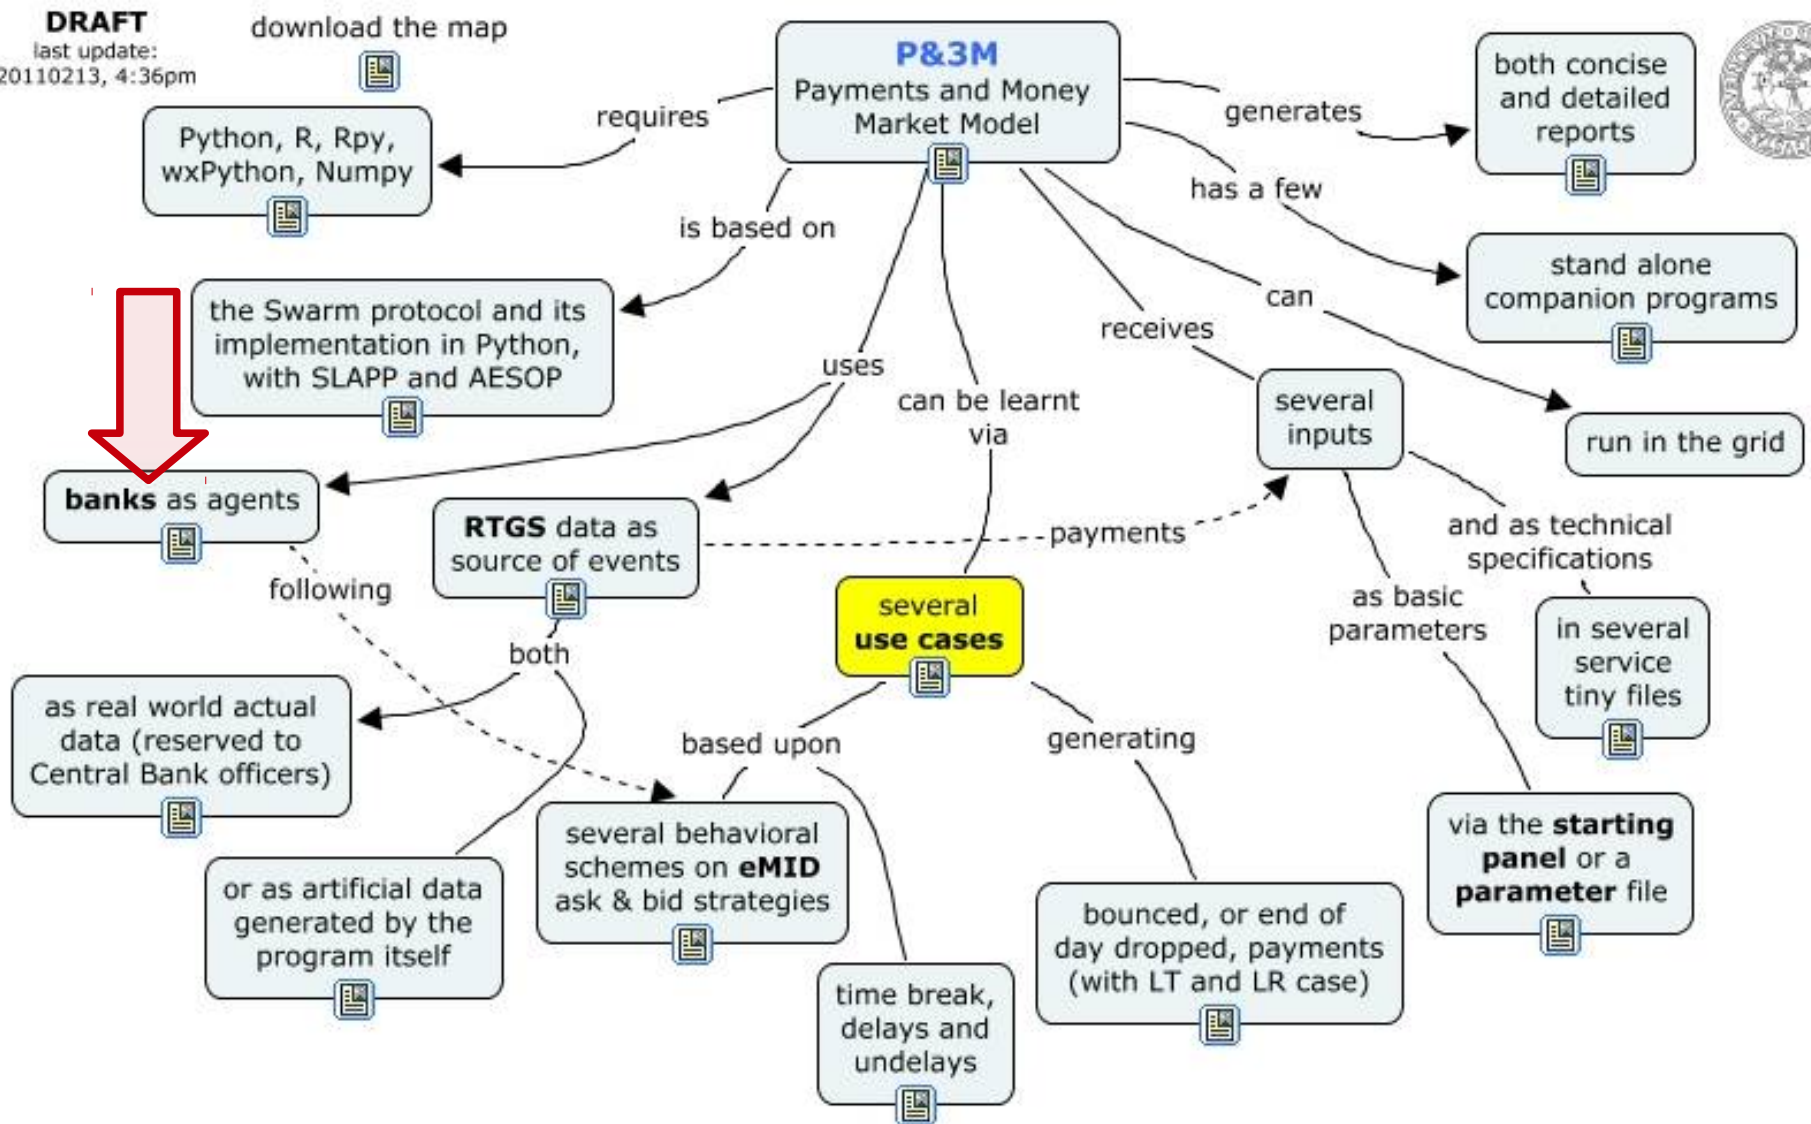 DRAFT
last update:
20110213, 4:36pm
download the map
P&3M
Payments and Money
Market Model
requires
generates
both concise
and detailed
reports
Python, R, Rpy,
wxPython, Numpy
has a few
is based on
stand alone
companion programs
the Swarm protocol and its
implementation in Python,
with SLAPP and AESOP
can
receives
uses
can be learnt
via
several
inputs
run in the grid
banks as agents
RTGS data as
source of events
payments
and as technical
specifications
following
as basic
parameters
several
use cases
in several
service
tiny files
both
as real world actual
data (reserved to
Central Bank officers)
based upon
generating
several behavioral
schemes on eMID
ask & bid strategies
via the starting
panel or a
parameter file
or as artificial data
generated by the
program itself
bounced, or end of
day dropped, payments
(with LT and LR case)
time break,
delays and
undelays